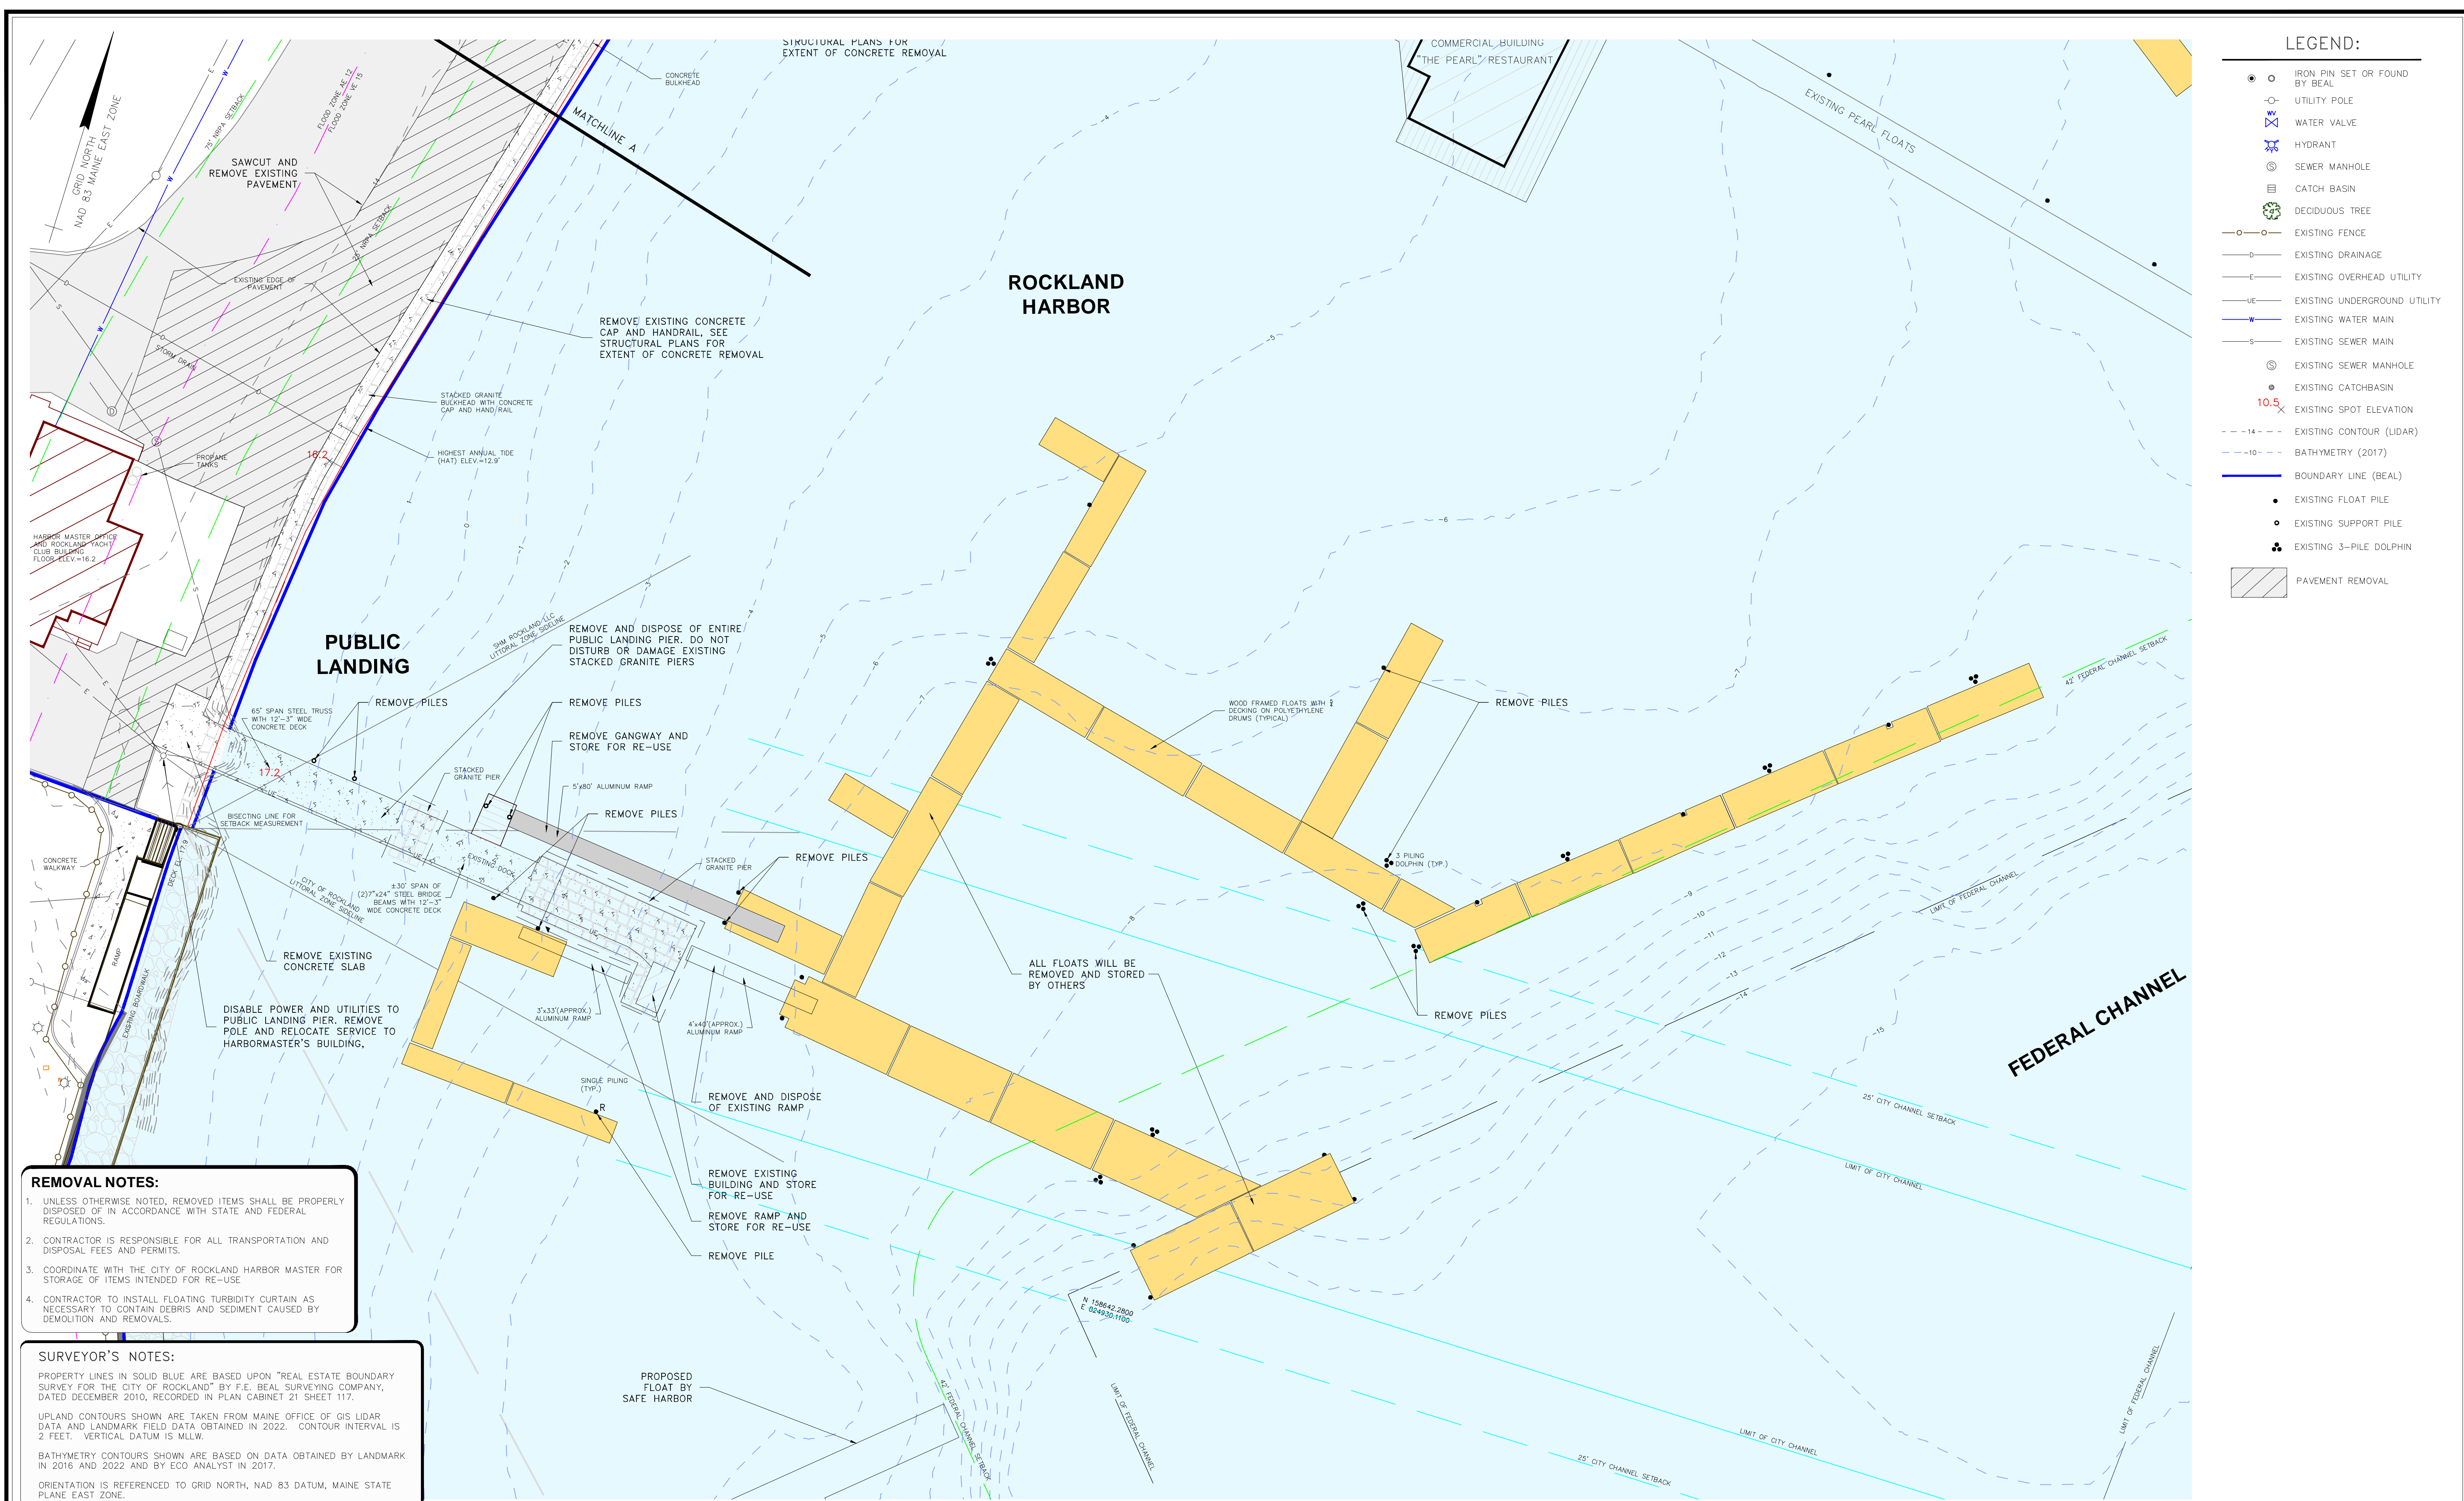 STRUCTURAL PLANS FOR
EXTENT OF CONCRETE REMOVAL
CONCRETE
BULKHEAD
COMMERCIAL BUILDING
"THE PEARL" RESTAURANT
EXISTING PEARL FLOATS
MATCHLINE A
GRID NORTH
NAD 83 MAINE EAST ZONE
75' NRPA SETBACK
FLOOD ZONE AE 12
FLOOD ZONE VE 15
SAWCUT AND
REMOVE EXISTING
PAVEMENT
25' NRPA SETBACK
EXISTING EDGE OF
PAVEMENT
STORM DRAIN
ROCKLAND
HARBOR
REMOVE EXISTING CONCRETE
CAP AND HANDRAIL, SEE
STRUCTURAL PLANS FOR
EXTENT OF CONCRETE REMOVAL
STACKED GRANITE
BULKHEAD WITH CONCRETE
CAP AND HAND RAIL
HIGHEST ANNUAL TIDE
(HAT) ELEV.=12.9'
16.2
PROPANE
TANKS
HARBOR MASTER OFFICE
AND ROCKLAND YACHT
CLUB BUILDING
FLOOR ELEV.=16.2
PUBLIC
LANDING
SHM ROCKLAND LLC
LITTORAL ZONE SIDELINE
REMOVE AND DISPOSE OF ENTIRE
PUBLIC LANDING PIER. DO NOT
DISTURB OR DAMAGE EXISTING
STACKED GRANITE PIERS
REMOVE PILES
REMOVE PILES
65' SPAN STEEL TRUSS
WITH 12'-3" WIDE
CONCRETE DECK
REMOVE GANGWAY AND
STORE FOR RE-USE
17.2
STACKED
GRANITE PIER
5'x80' ALUMINUM RAMP
REMOVE PILES
BISECTING LINE FOR
SETBACK MEASUREMENT
EXISTING DOCK
STACKED
GRANITE PIER
REMOVE PILES
CONCRETE
WALKWAY
DECK EL. 17.9
RAMP
EXISTING BOARDWALK
CITY OF ROCKLAND
LITTORAL ZONE SIDELINE
±30' SPAN OF
(2)7"x24" STEEL BRIDGE
BEAMS WITH 12'-3"
WIDE CONCRETE DECK
UE
REMOVE EXISTING
CONCRETE SLAB
DISABLE POWER AND UTILITIES TO
PUBLIC LANDING PIER. REMOVE
POLE AND RELOCATE SERVICE TO
HARBORMASTER'S BUILDING,
3'x33'(APPROX.)
ALUMINUM RAMP
4'x40'(APPROX.)
ALUMINUM RAMP
SINGLE PILING
(TYP.)
R
REMOVE AND DISPOSE
OF EXISTING RAMP
REMOVE EXISTING
BUILDING AND STORE
FOR RE-USE
REMOVE RAMP AND
STORE FOR RE-USE
REMOVE PILE
WOOD FRAMED FLOATS WITH
DECKING ON POLYETHYLENE
DRUMS (TYPICAL)
REMOVE PILES
3 PILING
DOLPHIN (TYP.)
ALL FLOATS WILL BE
REMOVED AND STORED
BY OTHERS
REMOVE PILES
42' FEDERAL CHANNEL SETBACK
LIMIT OF FEDERAL CHANNEL
FEDERAL CHANNEL
25' CITY CHANNEL SETBACK
LIMIT OF CITY CHANNEL
N 158642.2800
E 824930.1100
PROPOSED
FLOAT BY
SAFE HARBOR
42' FEDERAL CHANNEL SETBACK
LIMIT OF FEDERAL CHANNEL
25' CITY CHANNEL SETBACK
LIMIT OF CITY CHANNEL
LIMIT OF FEDERAL CHANNEL
REMOVAL NOTES:
1. UNLESS OTHERWISE NOTED, REMOVED ITEMS SHALL BE PROPERLY
DISPOSED OF IN ACCORDANCE WITH STATE AND FEDERAL
REGULATIONS.
2. CONTRACTOR IS RESPONSIBLE FOR ALL TRANSPORTATION AND
DISPOSAL FEES AND PERMITS.
3. COORDINATE WITH THE CITY OF ROCKLAND HARBOR MASTER FOR
STORAGE OF ITEMS INTENDED FOR RE-USE
4. CONTRACTOR TO INSTALL FLOATING TURBIDITY CURTAIN AS
NECESSARY TO CONTAIN DEBRIS AND SEDIMENT CAUSED BY
DEMOLITION AND REMOVALS.
SURVEYOR'S NOTES:
PROPERTY LINES IN SOLID BLUE ARE BASED UPON "REAL ESTATE BOUNDARY
SURVEY FOR THE CITY OF ROCKLAND" BY F.E. BEAL SURVEYING COMPANY,
DATED DECEMBER 2010, RECORDED IN PLAN CABINET 21 SHEET 117.
UPLAND CONTOURS SHOWN ARE TAKEN FROM MAINE OFFICE OF GIS LIDAR
DATA AND LANDMARK FIELD DATA OBTAINED IN 2022. CONTOUR INTERVAL IS
2 FEET. VERTICAL DATUM IS MLLW.
BATHYMETRY CONTOURS SHOWN ARE BASED ON DATA OBTAINED BY LANDMARK
IN 2016 AND 2022 AND BY ECO ANALYST IN 2017.
ORIENTATION IS REFERENCED TO GRID NORTH, NAD 83 DATUM, MAINE STATE
PLANE EAST ZONE.
LEGEND:
IRON PIN SET OR FOUND
BY BEAL
UTILITY POLE
WV
WATER VALVE
HYDRANT
S SEWER MANHOLE
CATCH BASIN
DECIDUOUS TREE
EXISTING FENCE
D EXISTING DRAINAGE
E EXISTING OVERHEAD UTILITY
UE EXISTING UNDERGROUND UTILITY
W EXISTING WATER MAIN
S EXISTING SEWER MAIN
S EXISTING SEWER MANHOLE
EXISTING CATCHBASIN
10.5 EXISTING SPOT ELEVATION
14 EXISTING CONTOUR (LIDAR)
-10 BATHYMETRY (2017)
BOUNDARY LINE (BEAL)
EXISTING FLOAT PILE
EXISTING SUPPORT PILE
EXISTING 3-PILE DOLPHIN
PAVEMENT REMOVAL